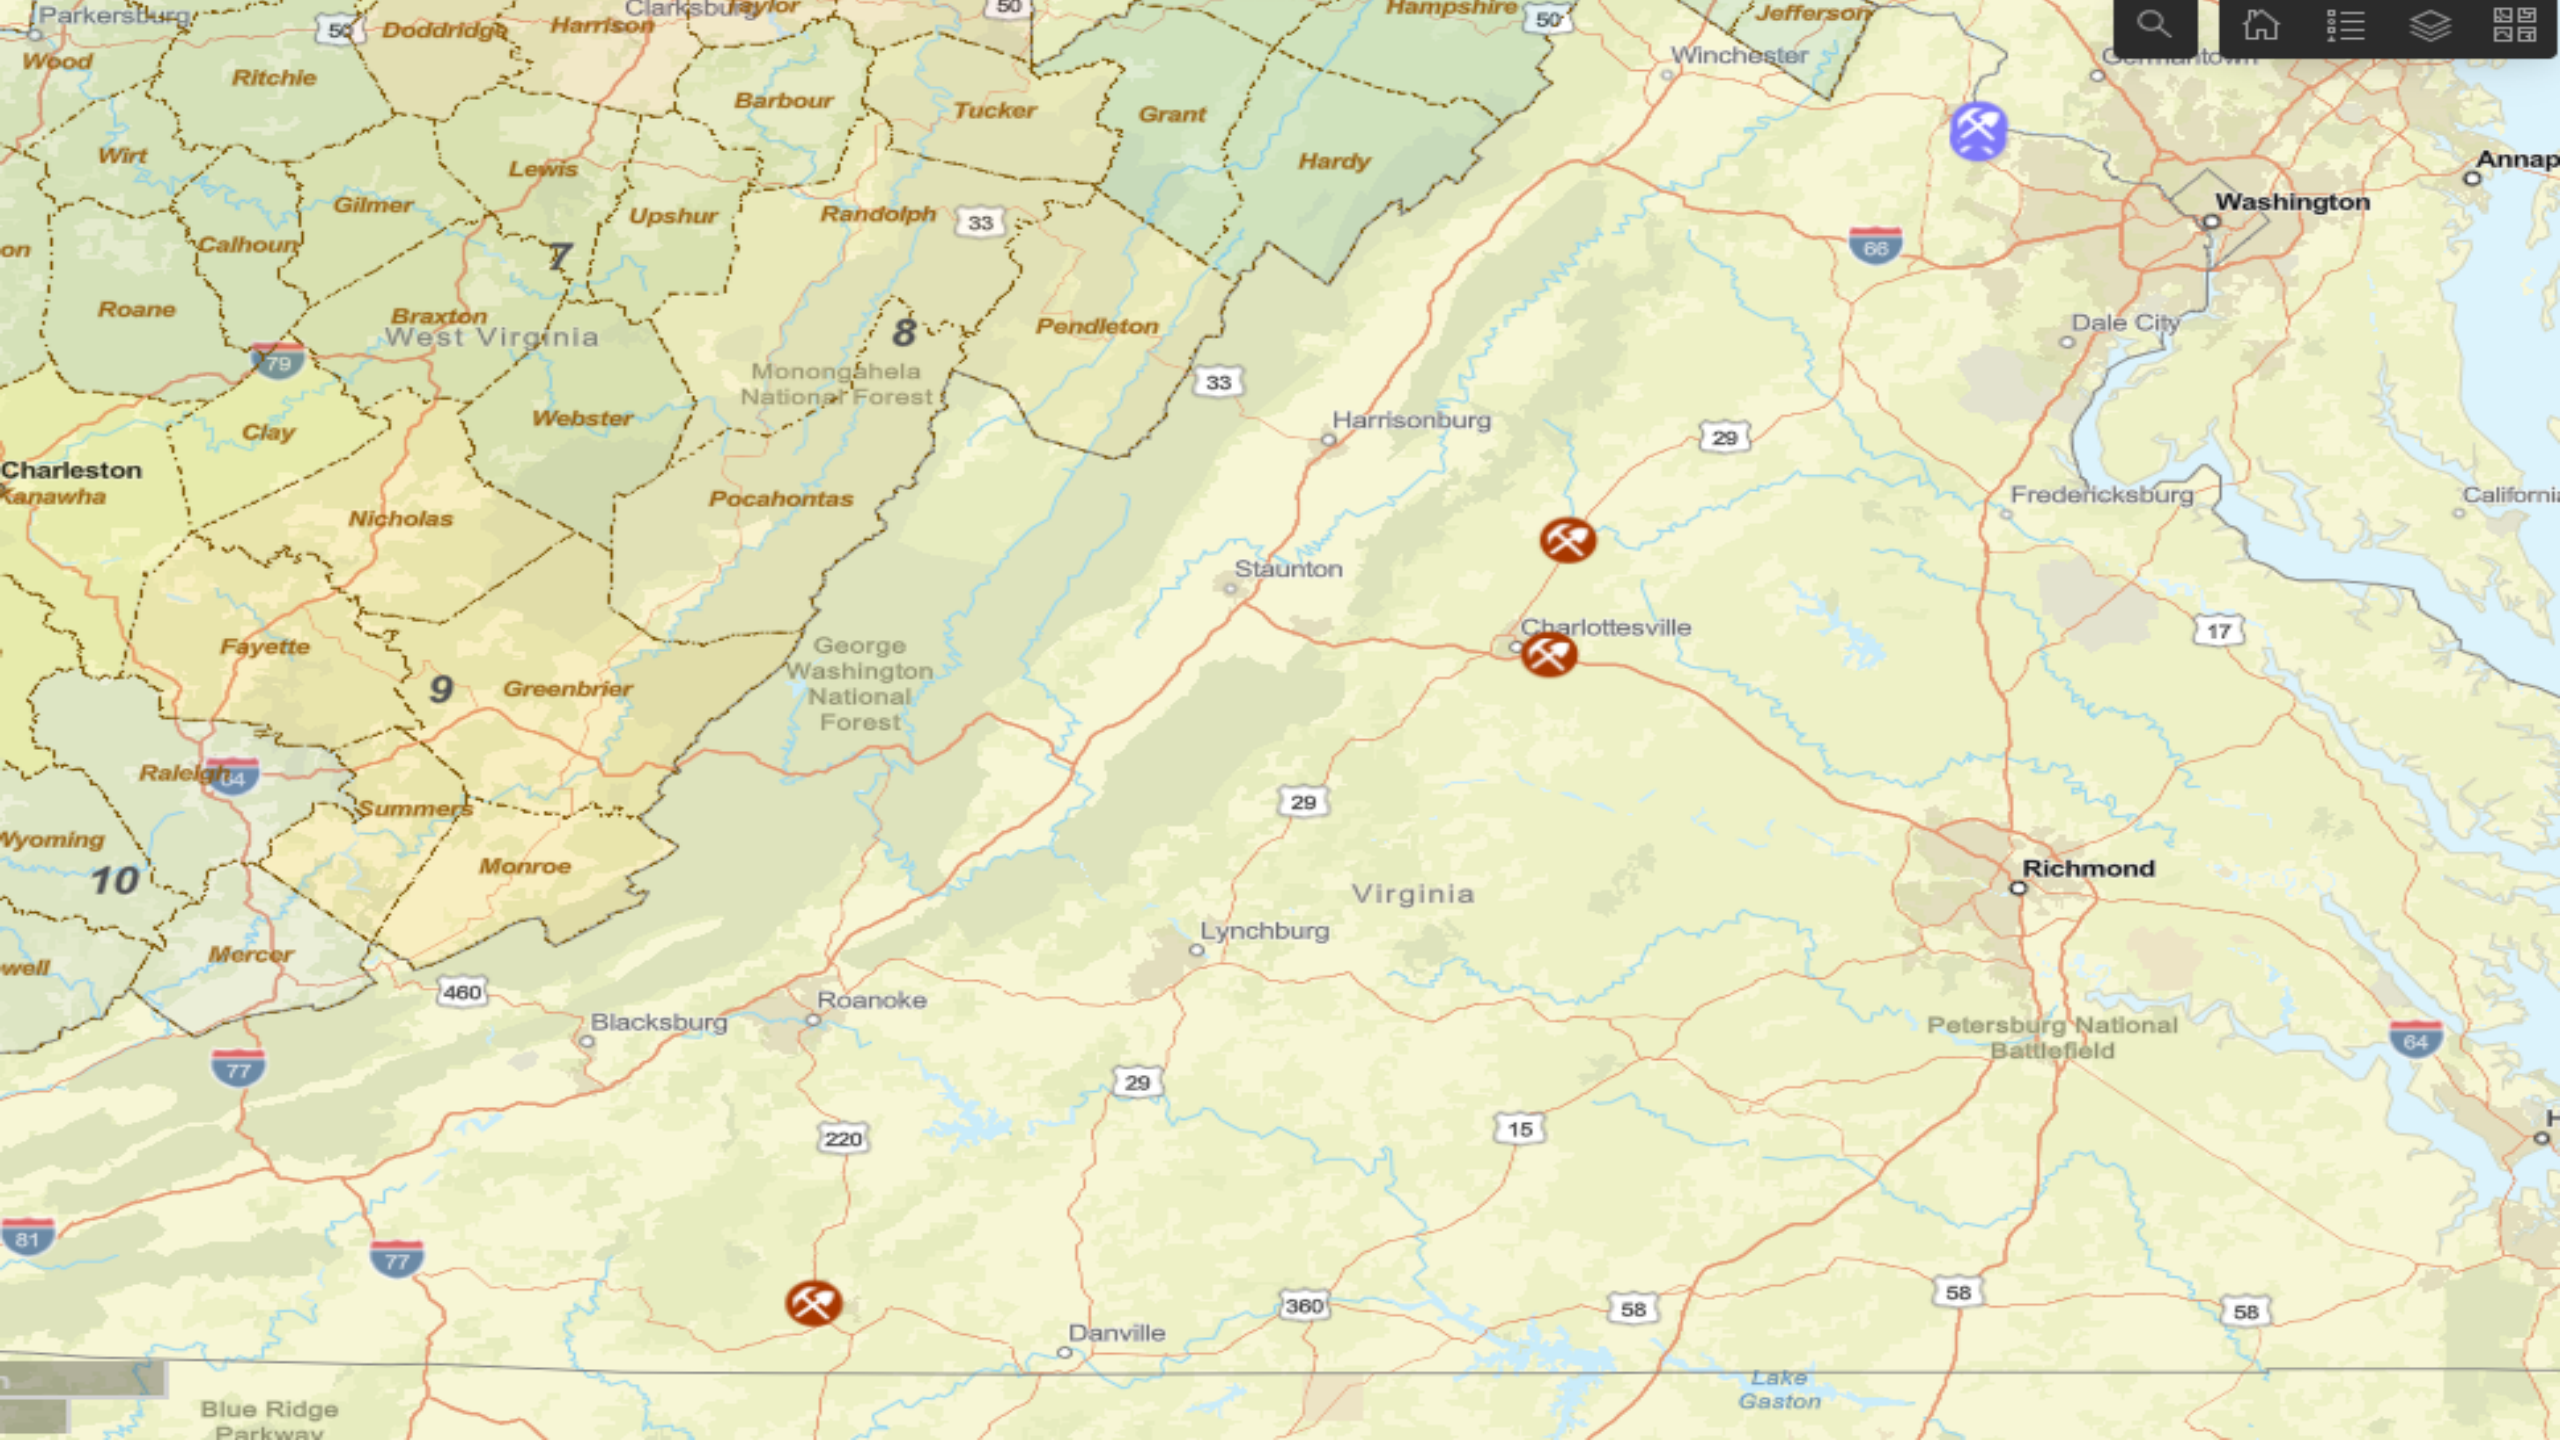 Parkersburg
50
Doddridge
Harrison
Clarksburg
Taylor
50
Hampshire
50
Jefferson
Wood
Ritchie
Winchester
Germantown
Barbour
Tucker
Grant
Wirt
Lewis
Hardy
Annap
Gilmer
Upshur
Randolph
33
Washington
on
Calhoun
7
66
Roane
Braxton
West Virginia
8
Pendleton
Dale City
79
Monongahela
National Forest
33
Webster
Harrisonburg
29
Clay
Charleston
Kanawha
Pocahontas
Fredericksburg
California
Nicholas
Staunton
Charlottesville
17
Fayette
George
Washington
National
Forest
9
Greenbrier
Raleigh
64
Summers
29
Wyoming
Monroe
Richmond
10
Virginia
Lynchburg
Mercer
well
460
Roanoke
Blacksburg
Petersburg National
Battlefield
64
77
29
220
15
H
81
77
360
58
58
58
Danville
Lake
Gaston
n
Blue Ridge
Parkway